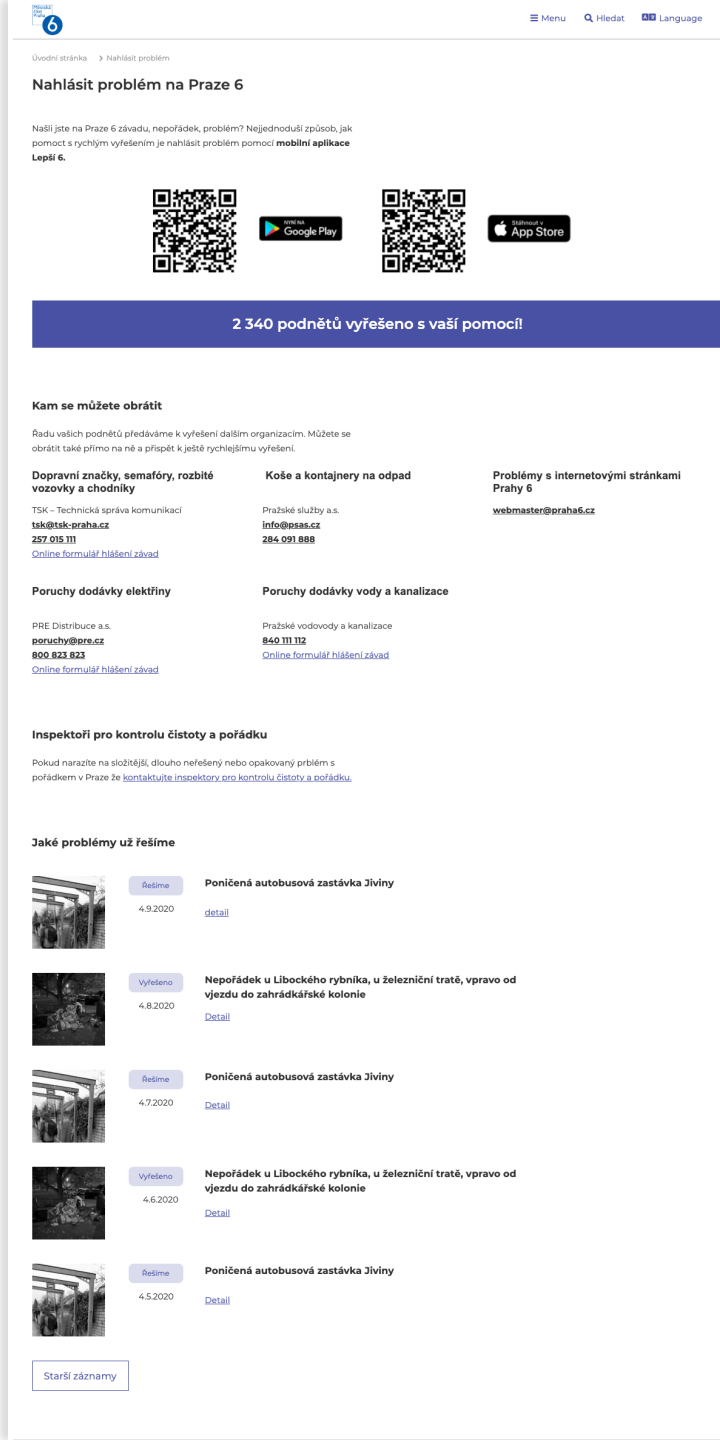 Městská
část
Praha
6
Menu
Hledat
Language
Úvodní stránka
Nahlásit problém
Nahlásit problém na Praze 6
Našli jste na Praze 6 závadu, nepořádek, problém? Nejjednoduší způsob, jak
pomoct s rychlým vyřešením je nahlásit problém pomocí mobilní aplikace
Lepší 6.
NYNÍ NA
Google Play
Stáhnout v
App Store
2 340 podnětů vyřešeno s vaší pomocí!
Kam se můžete obrátit
Řadu vašich podnětů předáváme k vyřešení dalším organizacím. Můžete se
obrátit také přímo na ně a přispět k ještě rychlejšímu vyřešení.
Dopravní značky, semafóry, rozbité
vozovky a chodníky
TSK – Technická správa komunikací
tsk@tsk-praha.cz
257 015 111
Online formulář hlášení závad
Koše a kontajnery na odpad
Pražské služby a.s.
info@psas.cz
284 091 888
Problémy s internetovými stránkami
Prahy 6
webmaster@praha6.cz
Poruchy dodávky elektřiny
PRE Distribuce a.s.
poruchy@pre.cz
800 823 823
Online formulář hlášení závad
Poruchy dodávky vody a kanalizace
Pražské vodovody a kanalizace
840 111 112
Online formulář hlášení závad
Inspektoři pro kontrolu čistoty a pořádku
Pokud narazíte na složitější, dlouho neřešený nebo opakovaný prblém s
pořádkem v Praze že kontaktujte inspektory pro kontrolu čistoty a pořádku.
Jaké problémy už řešíme
Řešíme
4.9.2020
Poničená autobusová zastávka Jiviny
detail
Vyřešeno
4.8.2020
Nepořádek u Libockého rybníka, u železniční tratě, vpravo od
vjezdu do zahrádkářské kolonie
Detail
Řešíme
4.7.2020
Poničená autobusová zastávka Jiviny
Detail
Vyřešeno
4.6.2020
Nepořádek u Libockého rybníka, u železniční tratě, vpravo od
vjezdu do zahrádkářské kolonie
Detail
Řešíme
4.5.2020
Poničená autobusová zastávka Jiviny
Detail
Starší záznamy